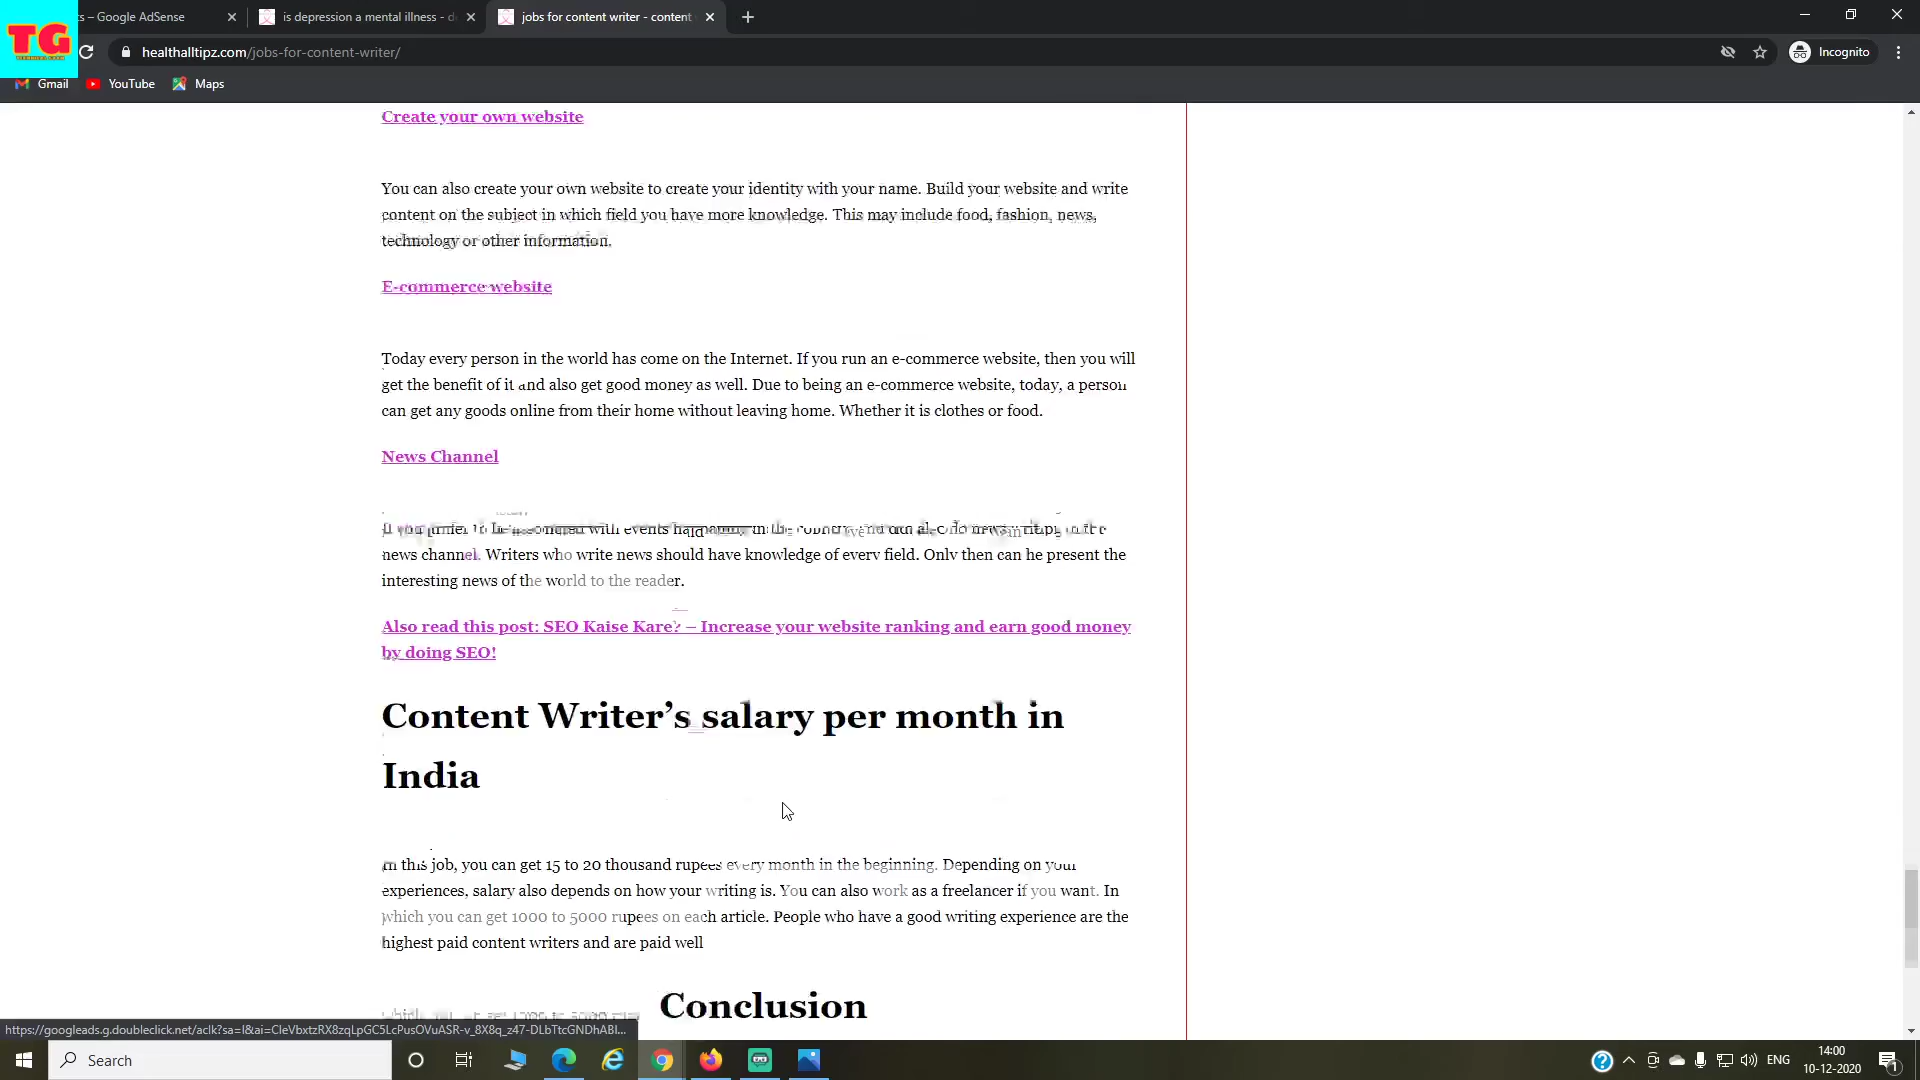 ts – Google AdSense
is depression a mental illness - d
jobs for content writer - content
TG
healthalltipz.com/jobs-for-content-writer/
Incognito
Gmail
YouTube
Maps
Create your own website
You can also create your own website to create your identity with your name. Build your website and write
content on the subject in which field you have more knowledge. This may include food, fashion, news,
technology or other information.
E-commerce website
Today every person in the world has come on the Internet. If you run an e-commerce website, then you will
get the benefit of it and also get good money as well. Due to being an e-commerce website, today, a person
can get any goods online from their home without leaving home. Whether it is clothes or food.
News Channel
with events happening in the
news channel. Writers who write news should have knowledge of every field. Only then can he present the
interesting news of the world to the reader.
Also read this post: SEO Kaise Kare? – Increase your website ranking and earn good money
by doing SEO!
Content Writer’s salary per month in
India
In this job, you can get 15 to 20 thousand rupees every month in the beginning. Depending on your
experiences, salary also depends on how your writing is. You can also work as a freelancer if you want. In
which you can get 1000 to 5000 rupees on each article. People who have a good writing experience are the
highest paid content writers and are paid well
Conclusion
Search
ENG
14:00
10-12-2020
1